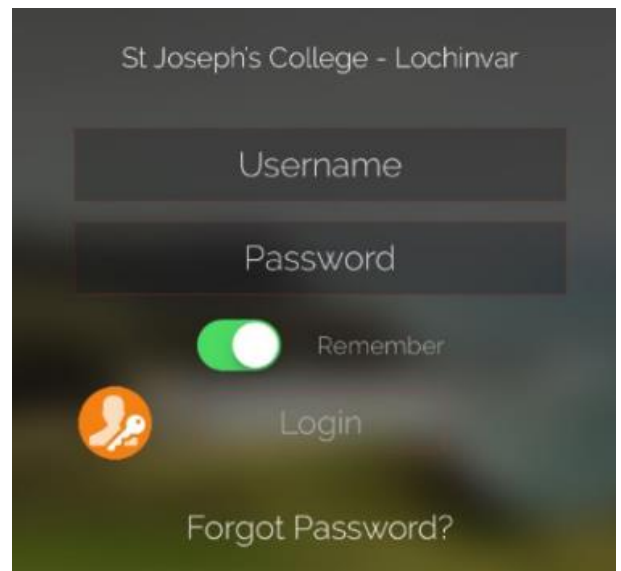 St Joseph's College - Lochinvar
Username
Password
Remember
Login
Forgot Password?